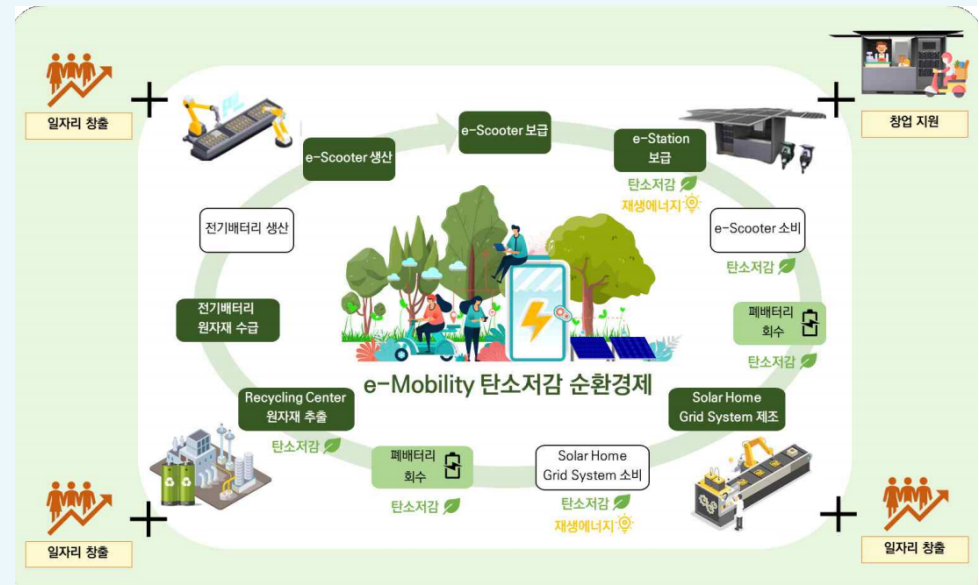 일자리 창출
창업 지원
e-Scooter 생산
e-Scooter 보급
e-Station
보급
탄소저감
재생에너지
전기배터리 생산
e-Scooter 소비
탄소저감
전기배터리
원자재 수급
폐배터리
회수
탄소저감
e-Mobility 탄소저감 순환경제
Recycling Center
원자재 추출
탄소저감
Solar Home
Grid System 제조
폐배터리
회수
탄소저감
Solar Home
Grid System 소비
탄소저감
재생에너지
일자리 창출
일자리 창출